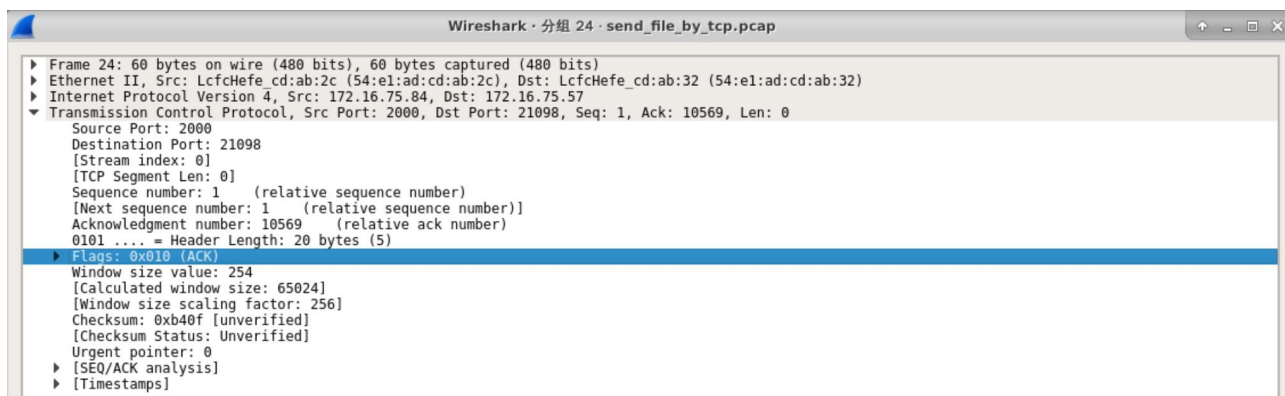 Wireshark · 分组 24 · send_file_by_tcp.pcap
Frame 24: 60 bytes on wire (480 bits), 60 bytes captured (480 bits)
Ethernet II, Src: LcfcHefe_cd:ab:2c (54:e1:ad:cd:ab:2c), Dst: LcfcHefe_cd:ab:32 (54:e1:ad:cd:ab:32)
Internet Protocol Version 4, Src: 172.16.75.84, Dst: 172.16.75.57
Transmission Control Protocol, Src Port: 2000, Dst Port: 21098, Seq: 1, Ack: 10569, Len: 0
Source Port: 2000
Destination Port: 21098
[Stream index: 0]
[TCP Segment Len: 0]
Sequence number: 1    (relative sequence number)
[Next sequence number: 1    (relative sequence number)]
Acknowledgment number: 10569    (relative ack number)
0101 .... = Header Length: 20 bytes (5)
Flags: 0x010 (ACK)
Window size value: 254
[Calculated window size: 65024]
[Window size scaling factor: 256]
Checksum: 0xb40f [unverified]
[Checksum Status: Unverified]
Urgent pointer: 0
[SEQ/ACK analysis]
[Timestamps]